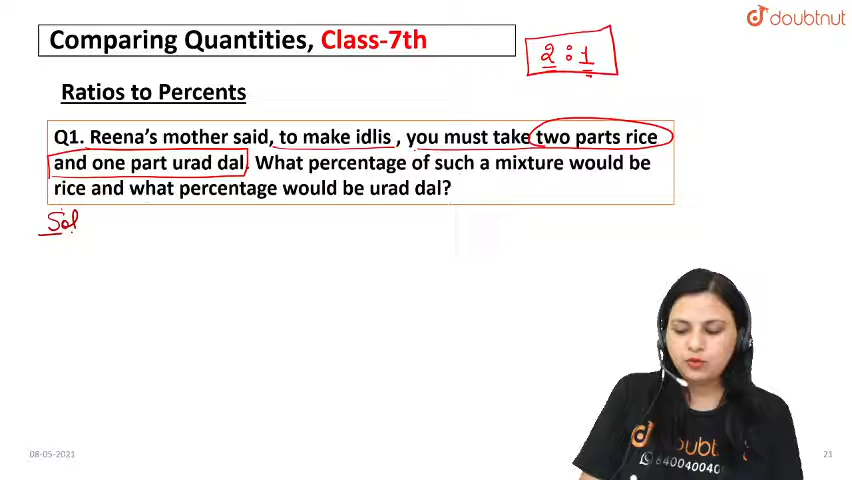 doubtnut
Comparing Quantities, Class-7th
2 : 1
Ratios to Percents
Q1. Reena's mother said, to make idlis , you must take two parts rice
and one part urad dal. What percentage of such a mixture would be
rice and what percentage would be urad dal?
Sol
doubtnut
8400400400
08-05-2021
21